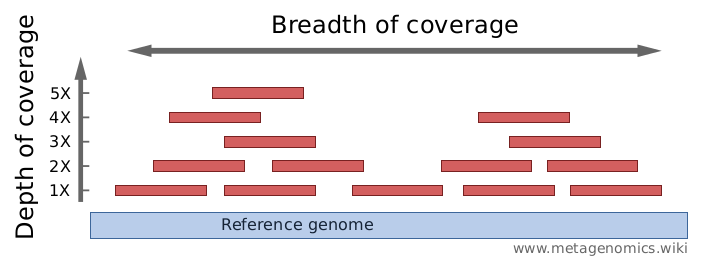 Breadth of coverage
Depth of coverage
5X
4X
3X
2X
1X
Reference genome
www.metagenomics.wiki